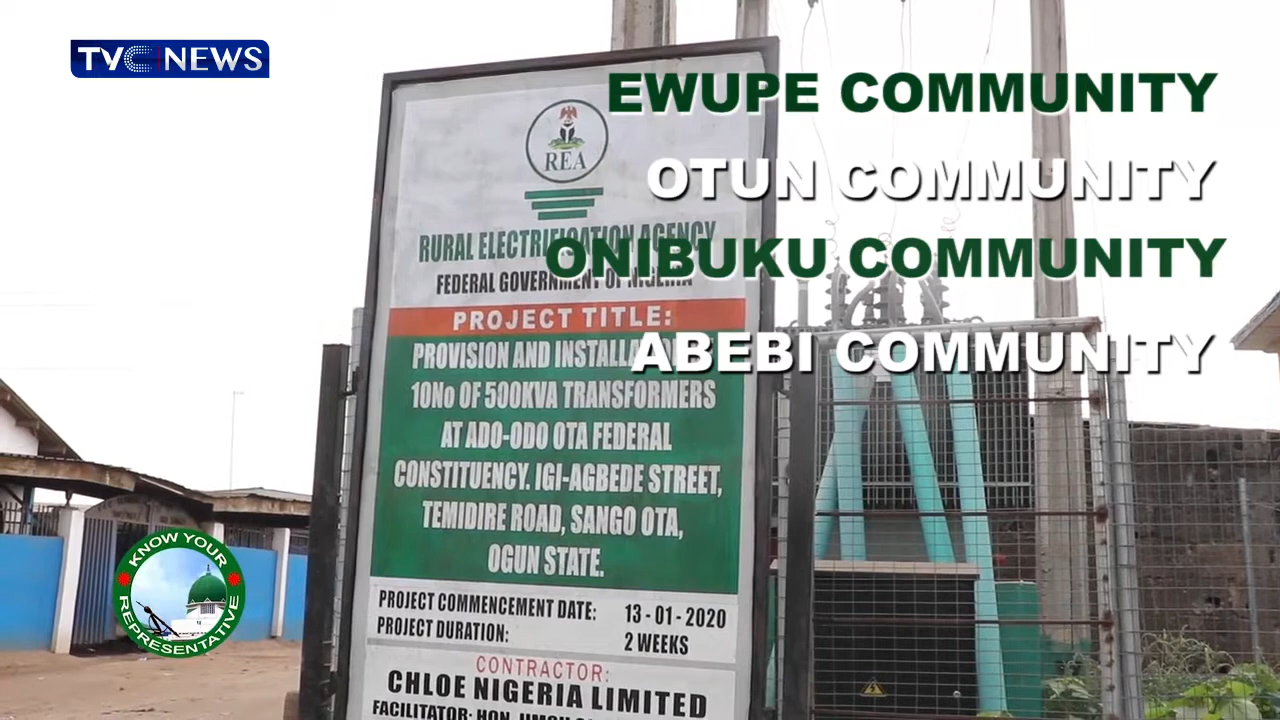 TVC NEWS
EWUPE COMMUNITY
OTUN COMMUNITY
ONIBUKU COMMUNITY
ABEBI COMMUNITY
REA
RURAL ELECTRIFICATION AGENCY
FEDERAL GOVERNMENT OF NIGERIA
PROJECT TITLE:
PROVISION AND INSTALLA
10No OF 500KVA TRANSFORMERS
AT ADO-ODO OTA FEDERAL
CONSTITUENCY. IGI-AGBEDE STREET,
TEMIDIRE ROAD, SANGO OTA,
OGUN STATE.
PROJECT COMMENCEMENT DATE: 13-01-2020
PROJECT DURATION: 2 WEEKS
CONTRACTOR:
CHLOE NIGERIA LIMITED
FACILITATOR: HON.
KNOW YOUR
REPRESENTATIVE